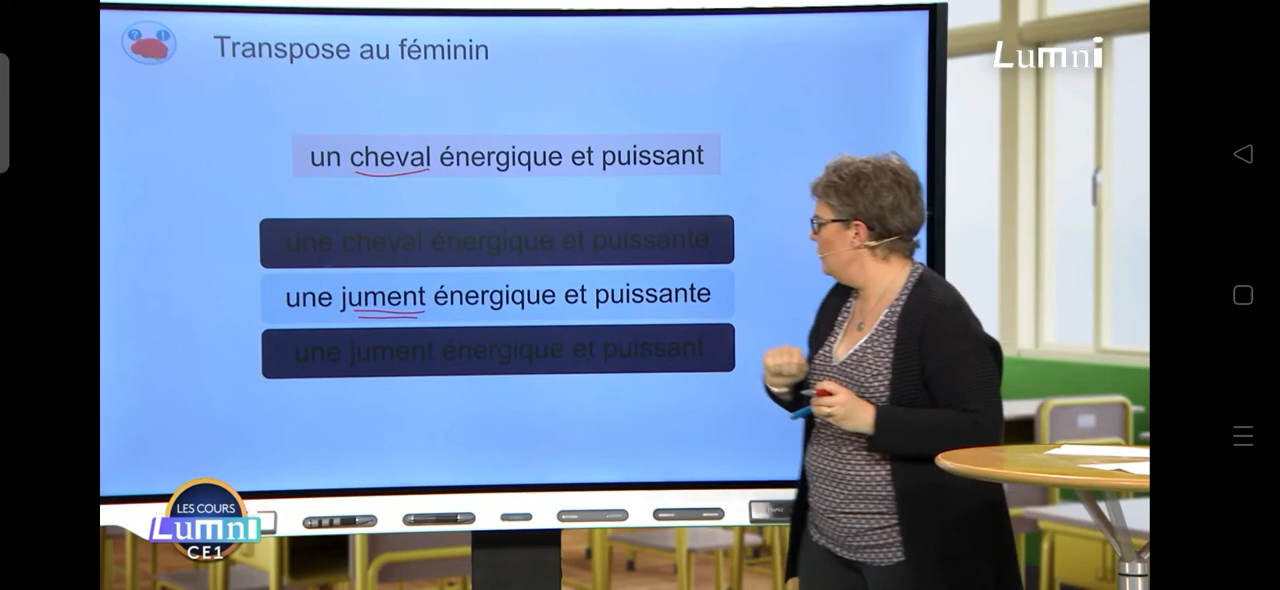 Transpose au féminin
Lumni
un cheval énergique et puissant
une cheval énergique et puissante
une jument énergique et puissante
une jument énergique et puissant
LES COURS
Lumni
CE1